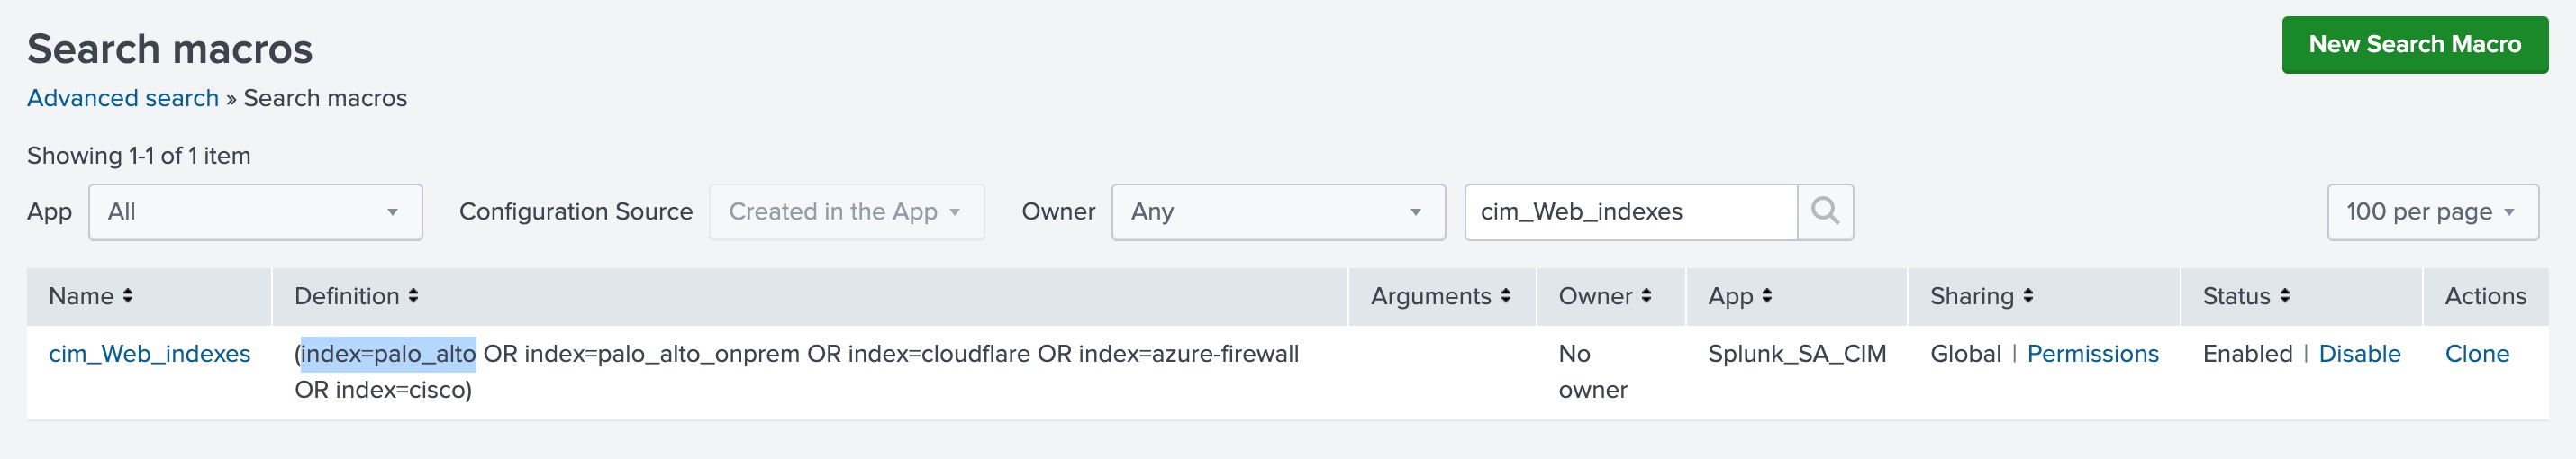 Search macros
New Search Macro
Advanced search » Search macros
Showing 1-1 of 1 item
App All Configuration Source Created in the App Owner Any cim_Web_indexes 100 per page
Name Definition Arguments Owner App Sharing Status Actions
cim_Web_indexes (index=palo_alto OR index=palo_alto_onprem OR index=cloudflare OR index=azure-firewall No Splunk_SA_CIM Global | Permissions Enabled | Disable Clone
OR index=cisco) owner